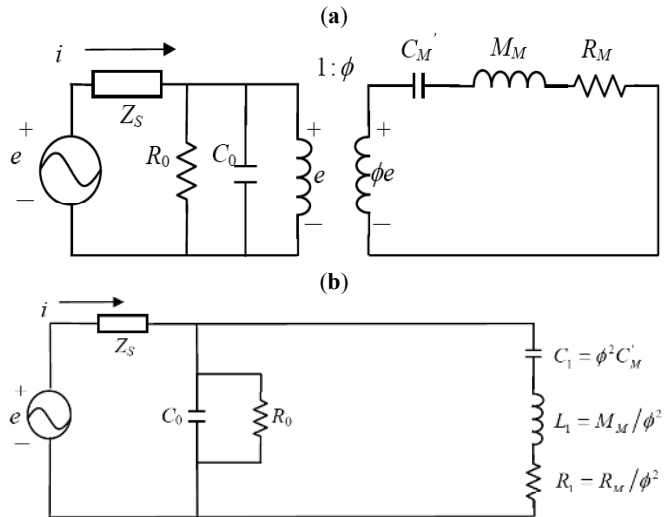 (a)
i
C_M'
M_M
R_M
1:ϕ
Z_S
+
+
+
e
R_0
C_0
e
ϕe
−
−
−
(b)
i
Z_S
C_1 = ϕ^2 C_M'
+
e
C_0
R_0
L_1 = M_M/ϕ^2
−
R_1 = R_M/ϕ^2